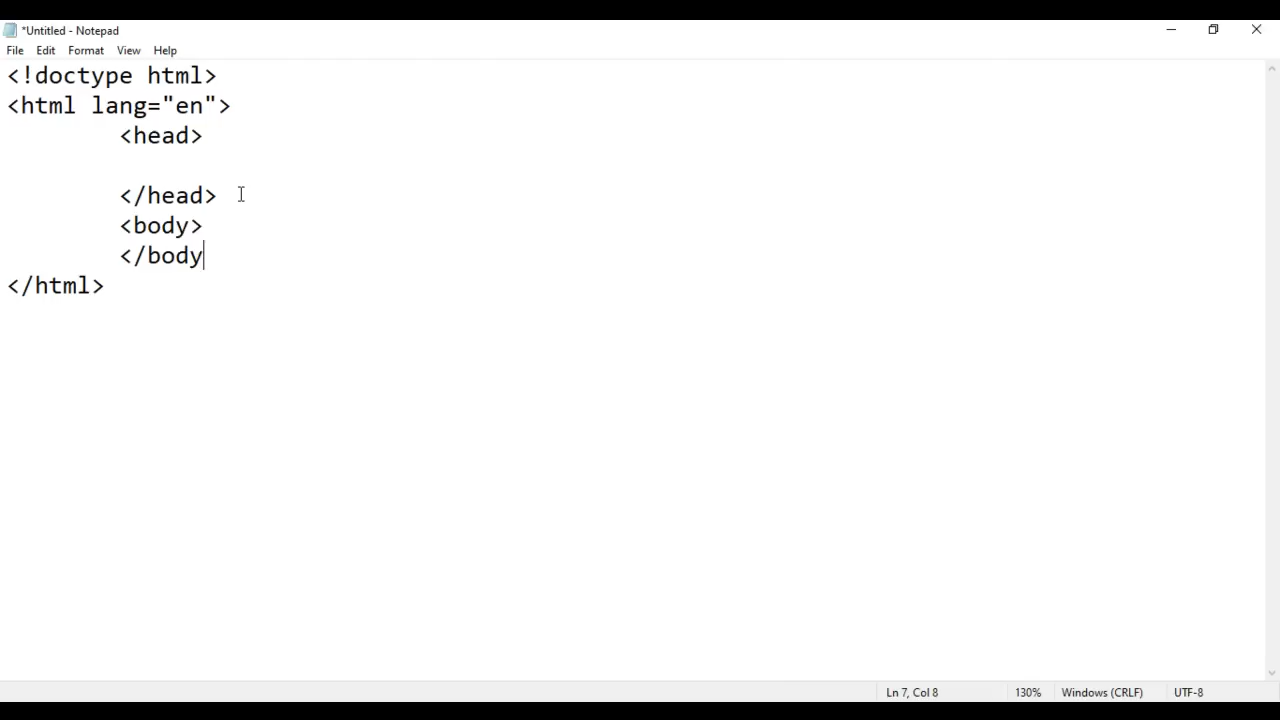 *Untitled - Notepad
File Edit Format View Help
<!doctype html>
<html lang="en">
<head>
</head>
<body>
</body
</html>
Ln 7, Col 8 130% Windows (CRLF) UTF-8